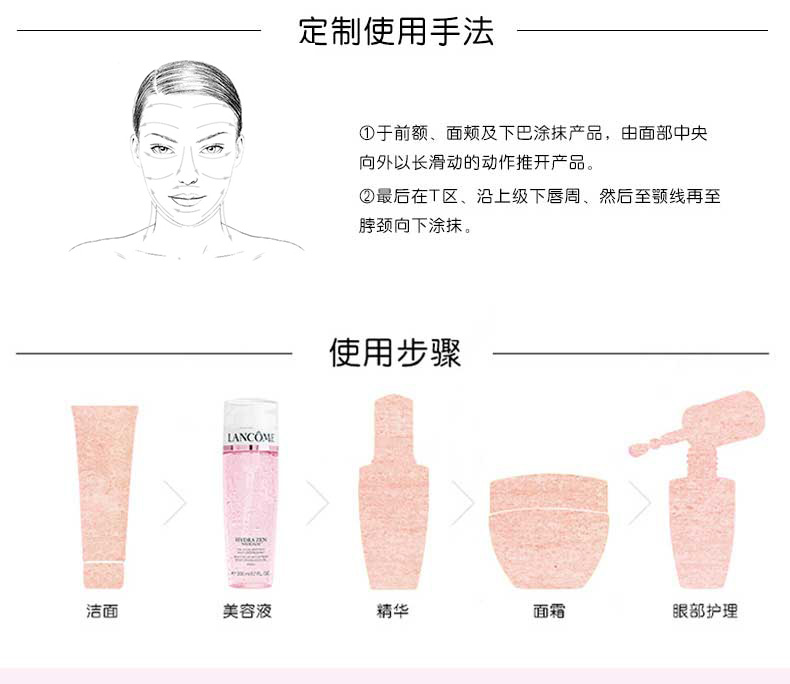 定制使用手法
①于前额、面颊及下巴涂抹产品，由面部中央
向外以长滑动的动作推开产品。
②最后在T区、沿上级下唇周、然后至颚线再至
脖颈向下涂抹。
使用步骤
LANCÔME
HYDRA ZEN
洁面
美容液
精华
面霜
眼部护理